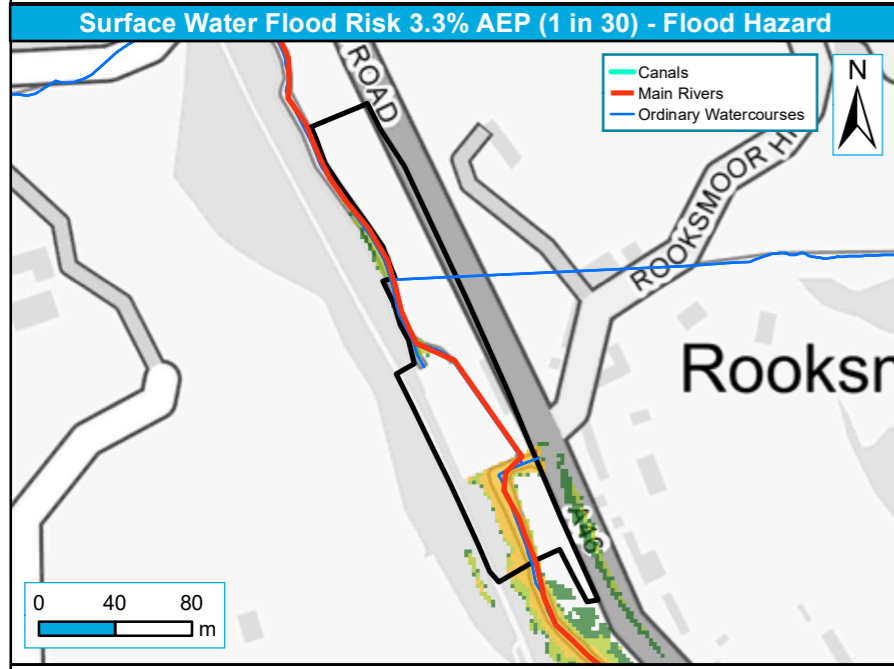 Surface Water Flood Risk 3.3% AEP (1 in 30) - Flood Hazard
ROAD
Canals
Main Rivers
Ordinary Watercourses
N
ROOKSMOOR HI
Rooksm
A46
0 40 80
m